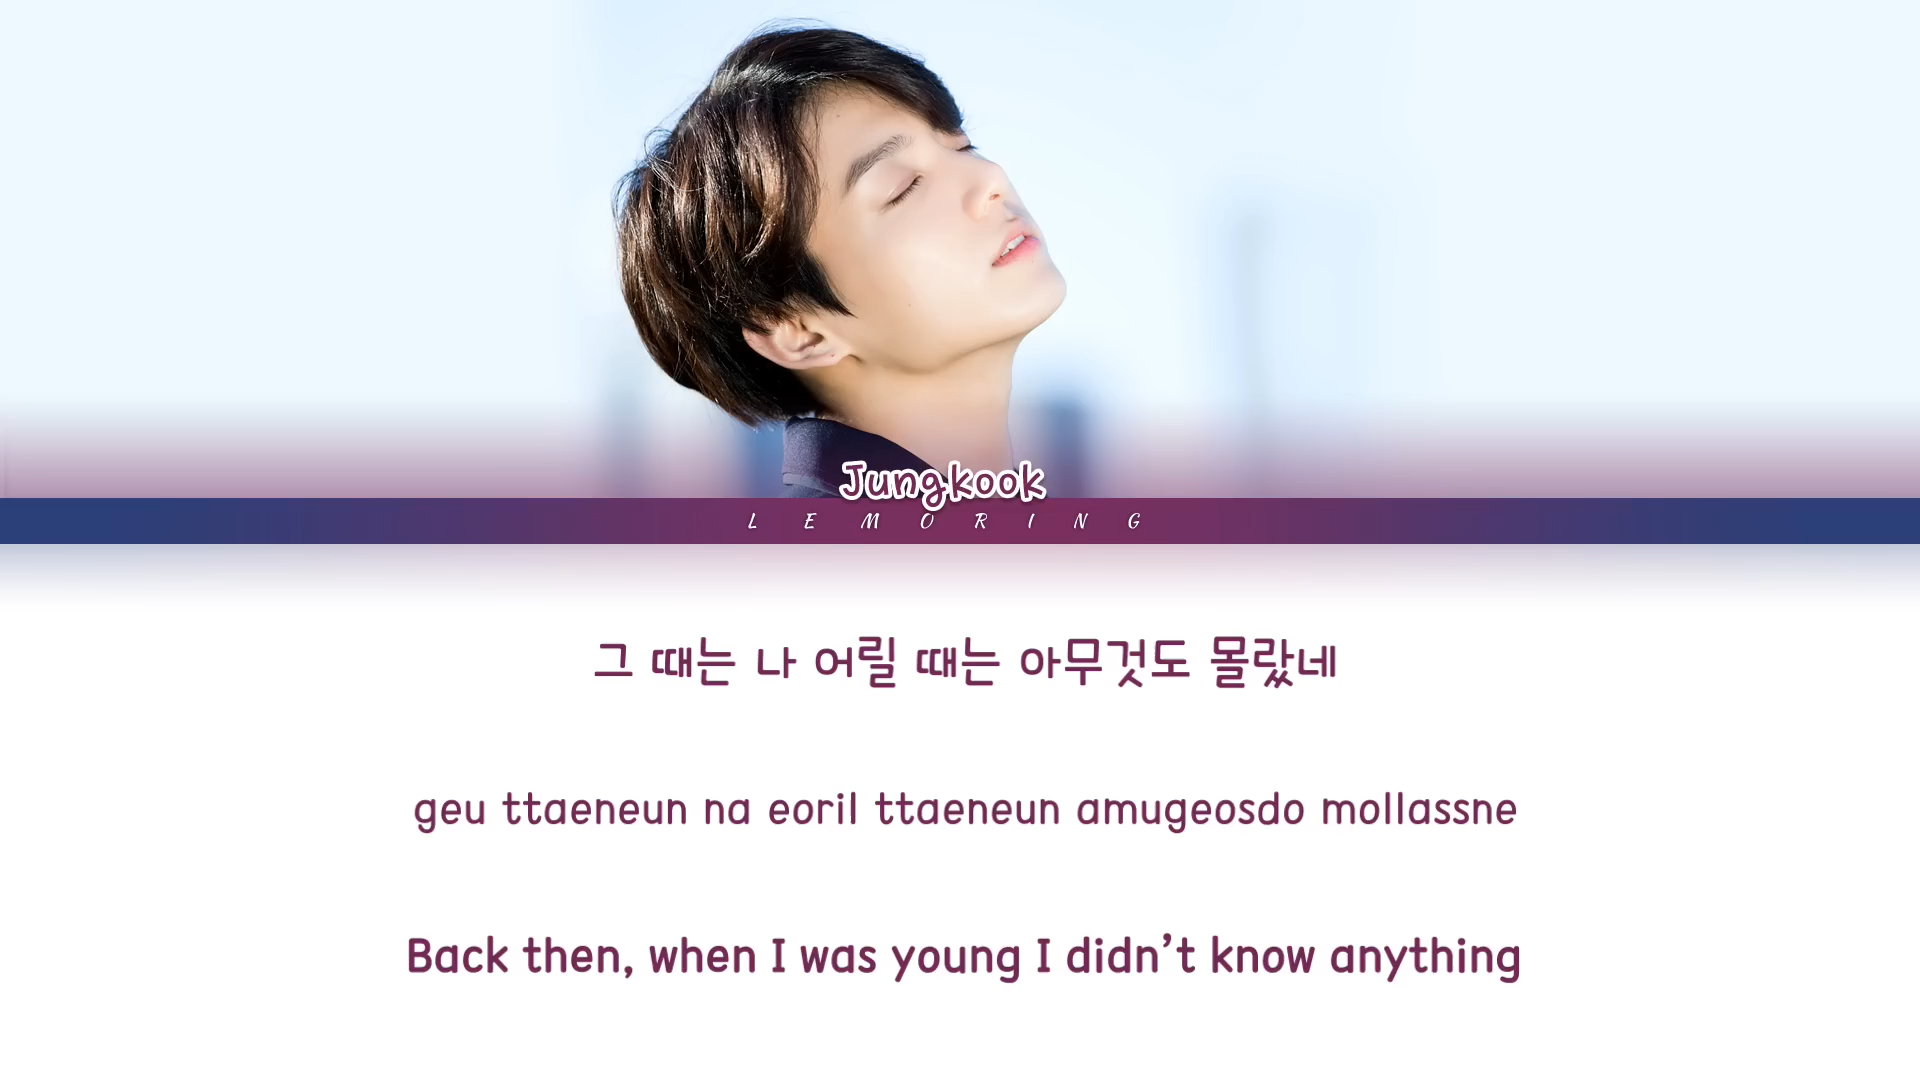 Jungkook
LEMORING
그 때는 나 어릴 때는 아무것도 몰랐네
geu ttaeneun na eoril ttaeneun amugeosdo mollassne
Back then, when I was young I didn’t know anything